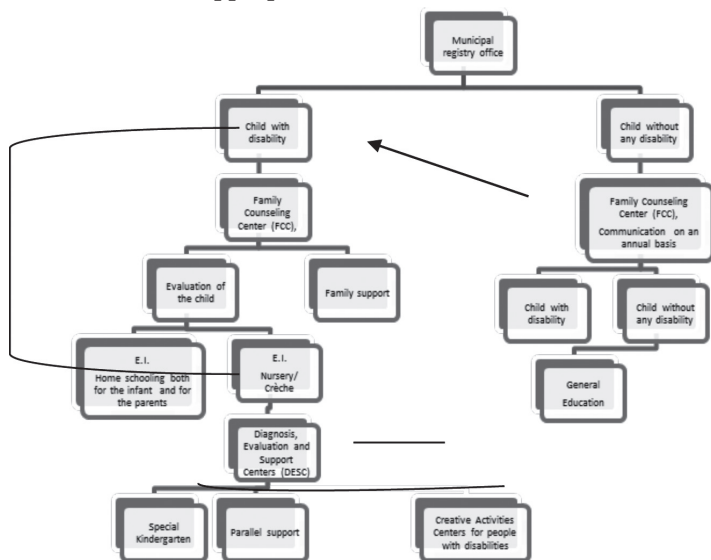 Municipal
registry office
Child with
disability
Child without
any disability
Family
Counseling
Center (FCC),
Family Counseling
Center (FCC),
Communication on an
annual basis
Evaluation of
the child
Family support
Child with
disability
Child without
any disability
E.I.
Home schooling both
for the infant and for
the parents
E.I.
Nursery/
Crèche
General
Education
Diagnosis,
Evaluation and
Support
Centers (DESC)
Special
Kindergarten
Parallel support
Creative Activities
Centers for people
with disabilities